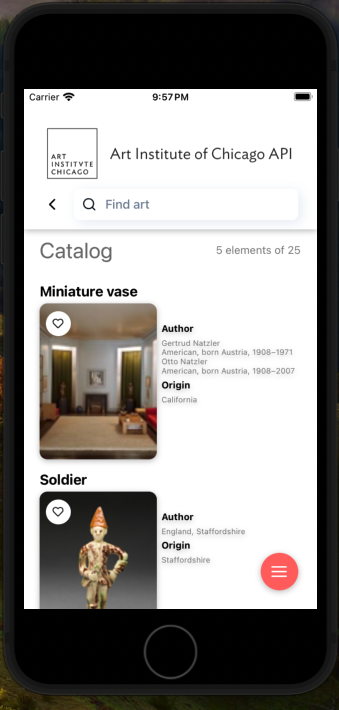 Carrier 9:57 PM
ART
INSTITVTE
CHICAGO
Art Institute of Chicago API
Find art
Catalog 5 elements of 25
Miniature vase
Author
Gertrud Natzler
American, born Austria, 1908–1971
Otto Natzler
American, born Austria, 1908–2007
Origin
California
Soldier
Author
England, Staffordshire
Origin
Staffordshire